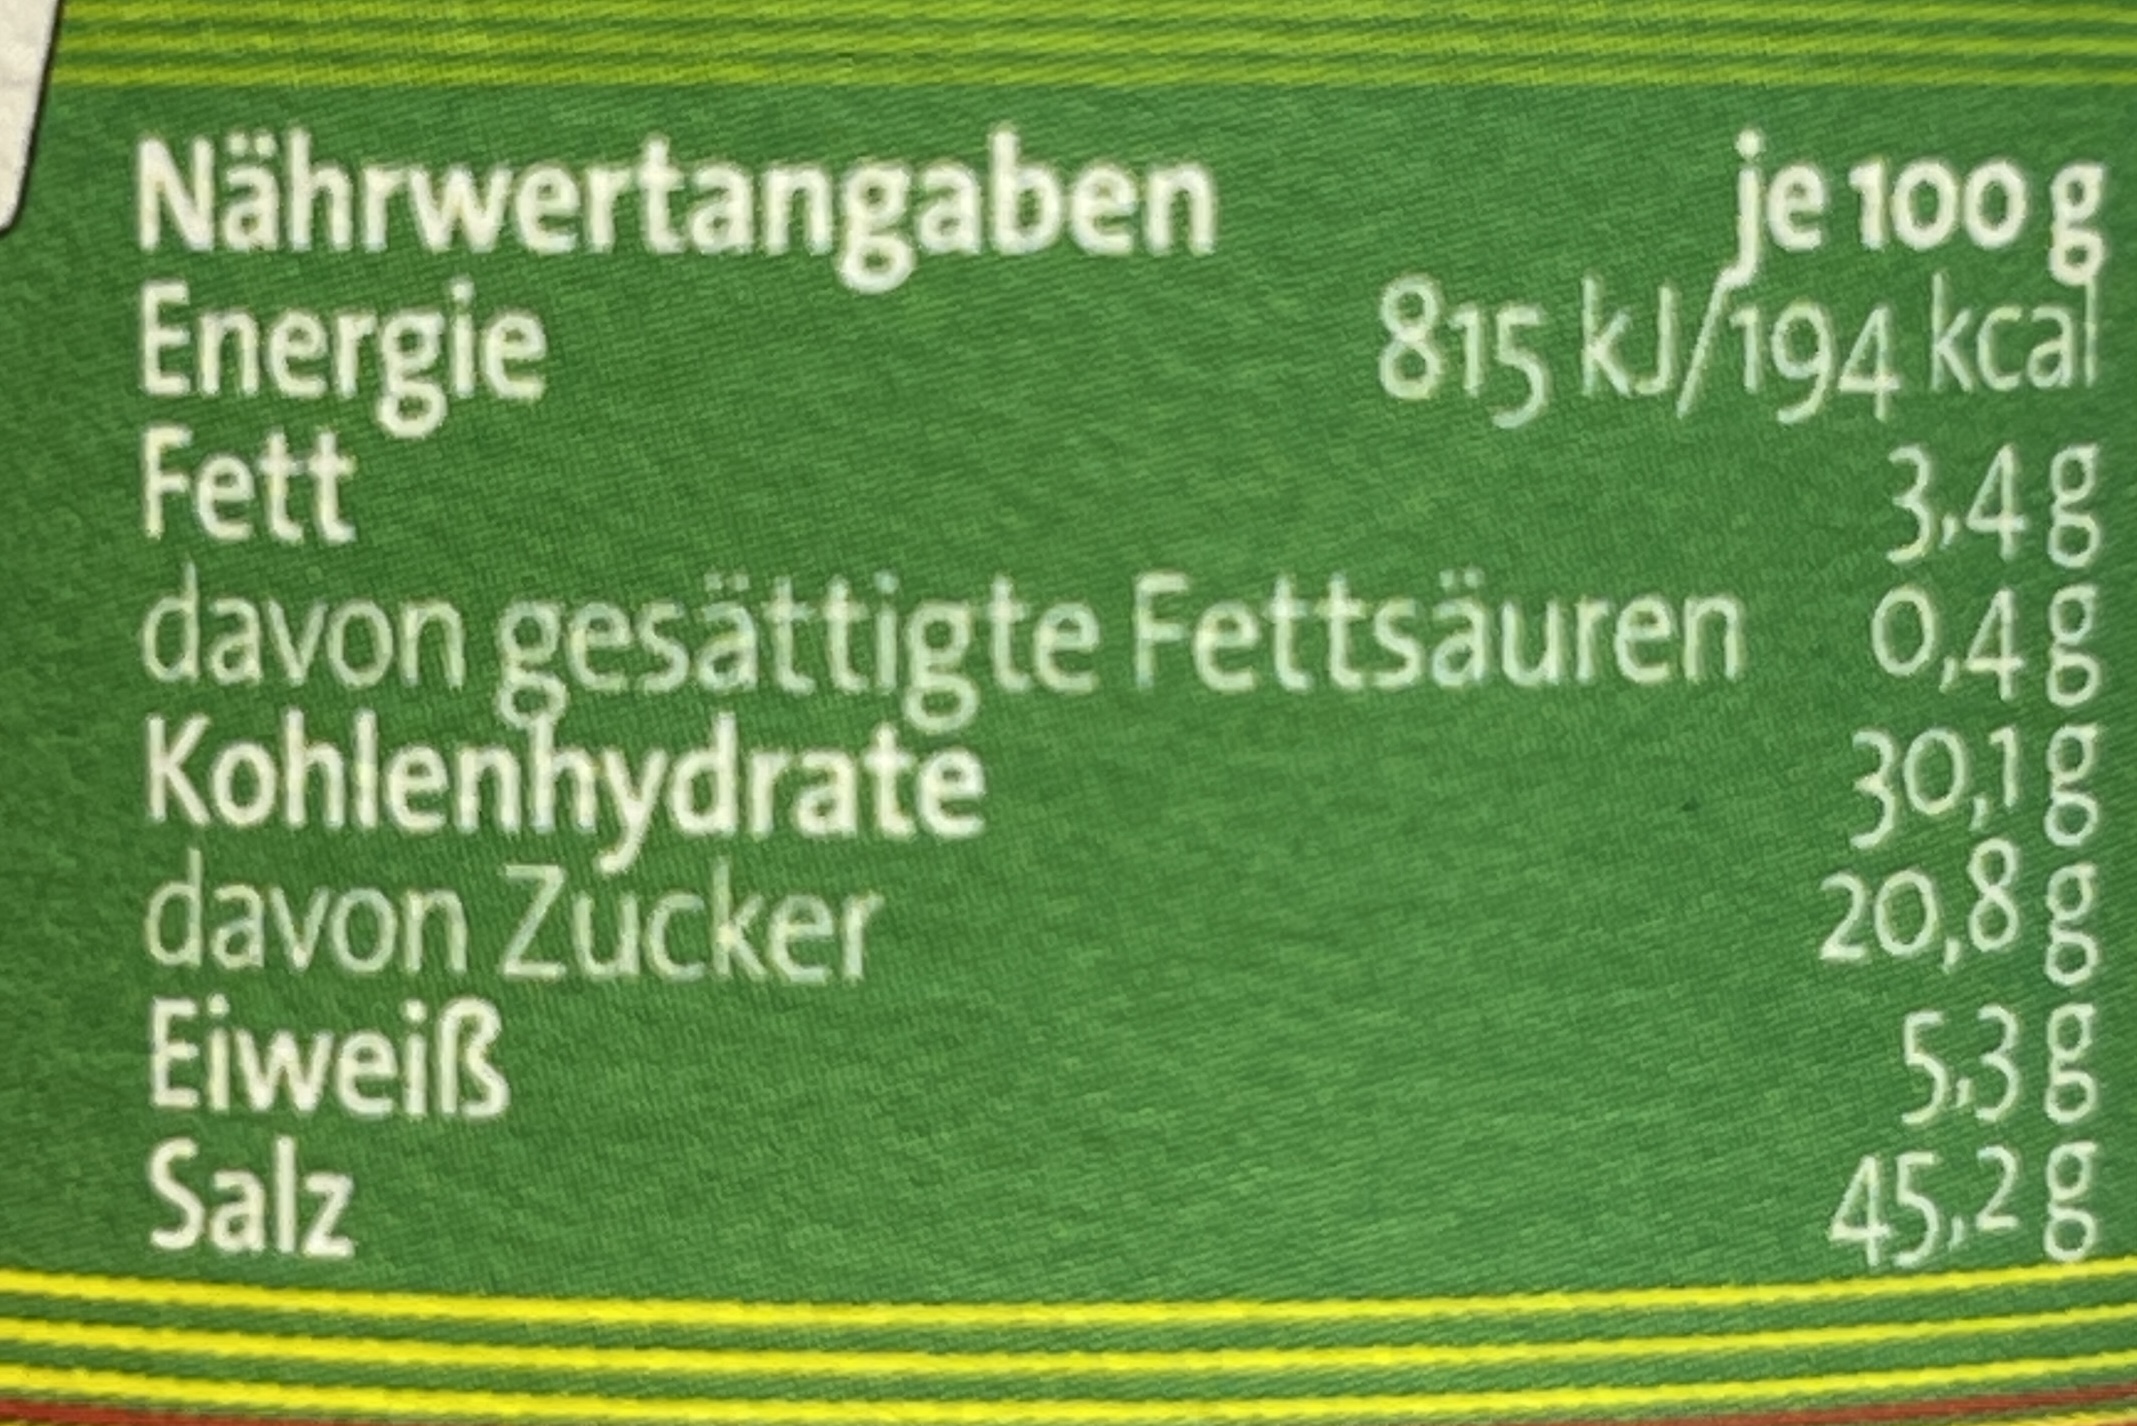 Nährwertangaben je 100 g
Energie 815 kJ/194 kcal
Fett 3,4 g
davon gesättigte Fettsäuren 0,4 g
Kohlenhydrate 30,1 g
davon Zucker 20,8 g
Eiweiß 5,3 g
Salz 45,2 g